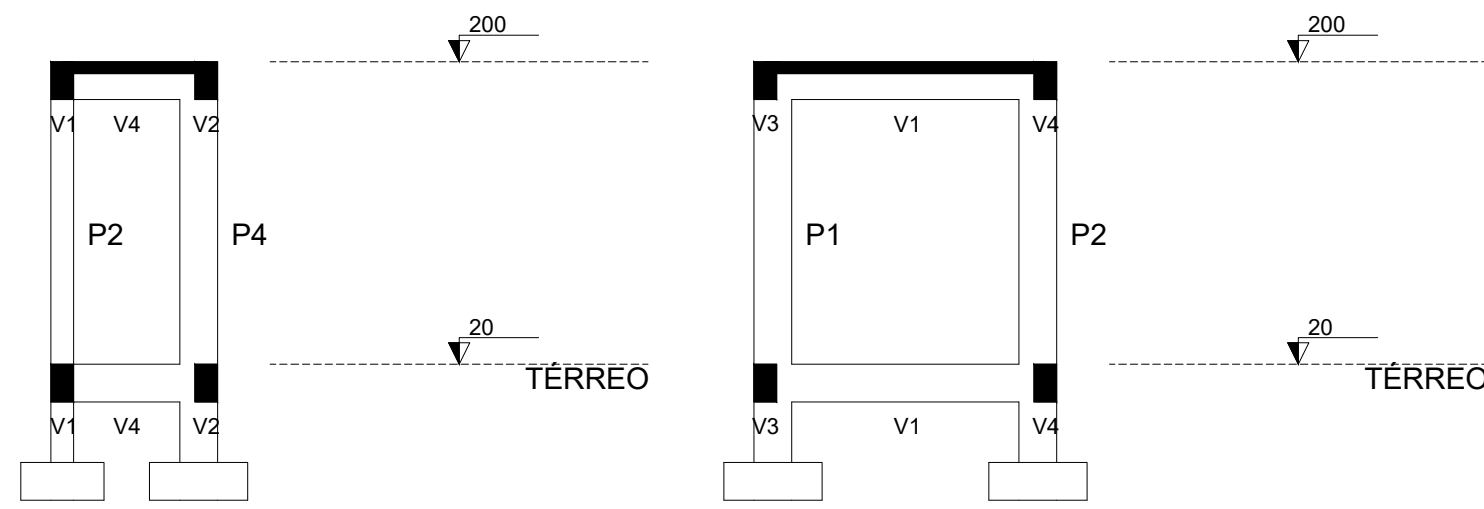 200 200
V1 V4 V2 V3 V1 V4
P2 P4 P1 P2
20 20
TÉRREO TÉRREO
V1 V4 V2 V3 V1 V4